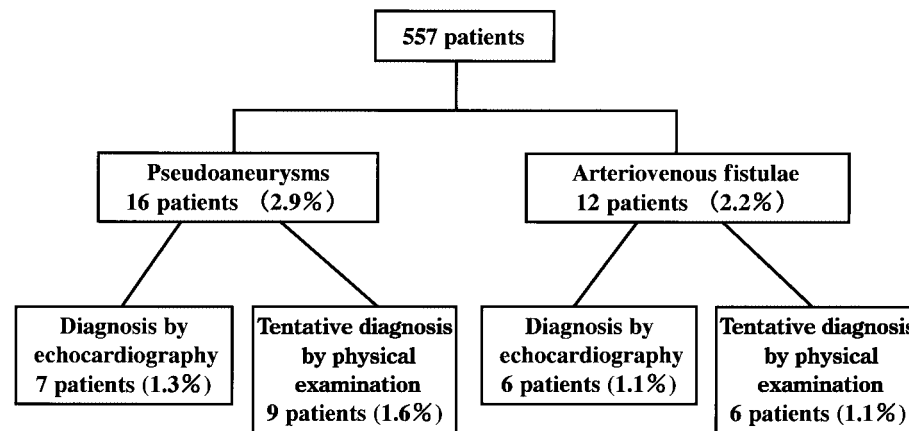 557 patients
Pseudoaneurysms
16 patients （2.9%）
Arteriovenous fistulae
12 patients （2.2%）
Diagnosis by
echocardiography
7 patients (1.3%)
Tentative diagnosis
by physical
examination
9 patients (1.6%)
Diagnosis by
echocardiography
6 patients (1.1%)
Tentative diagnosis
by physical
examination
6 patients (1.1%)